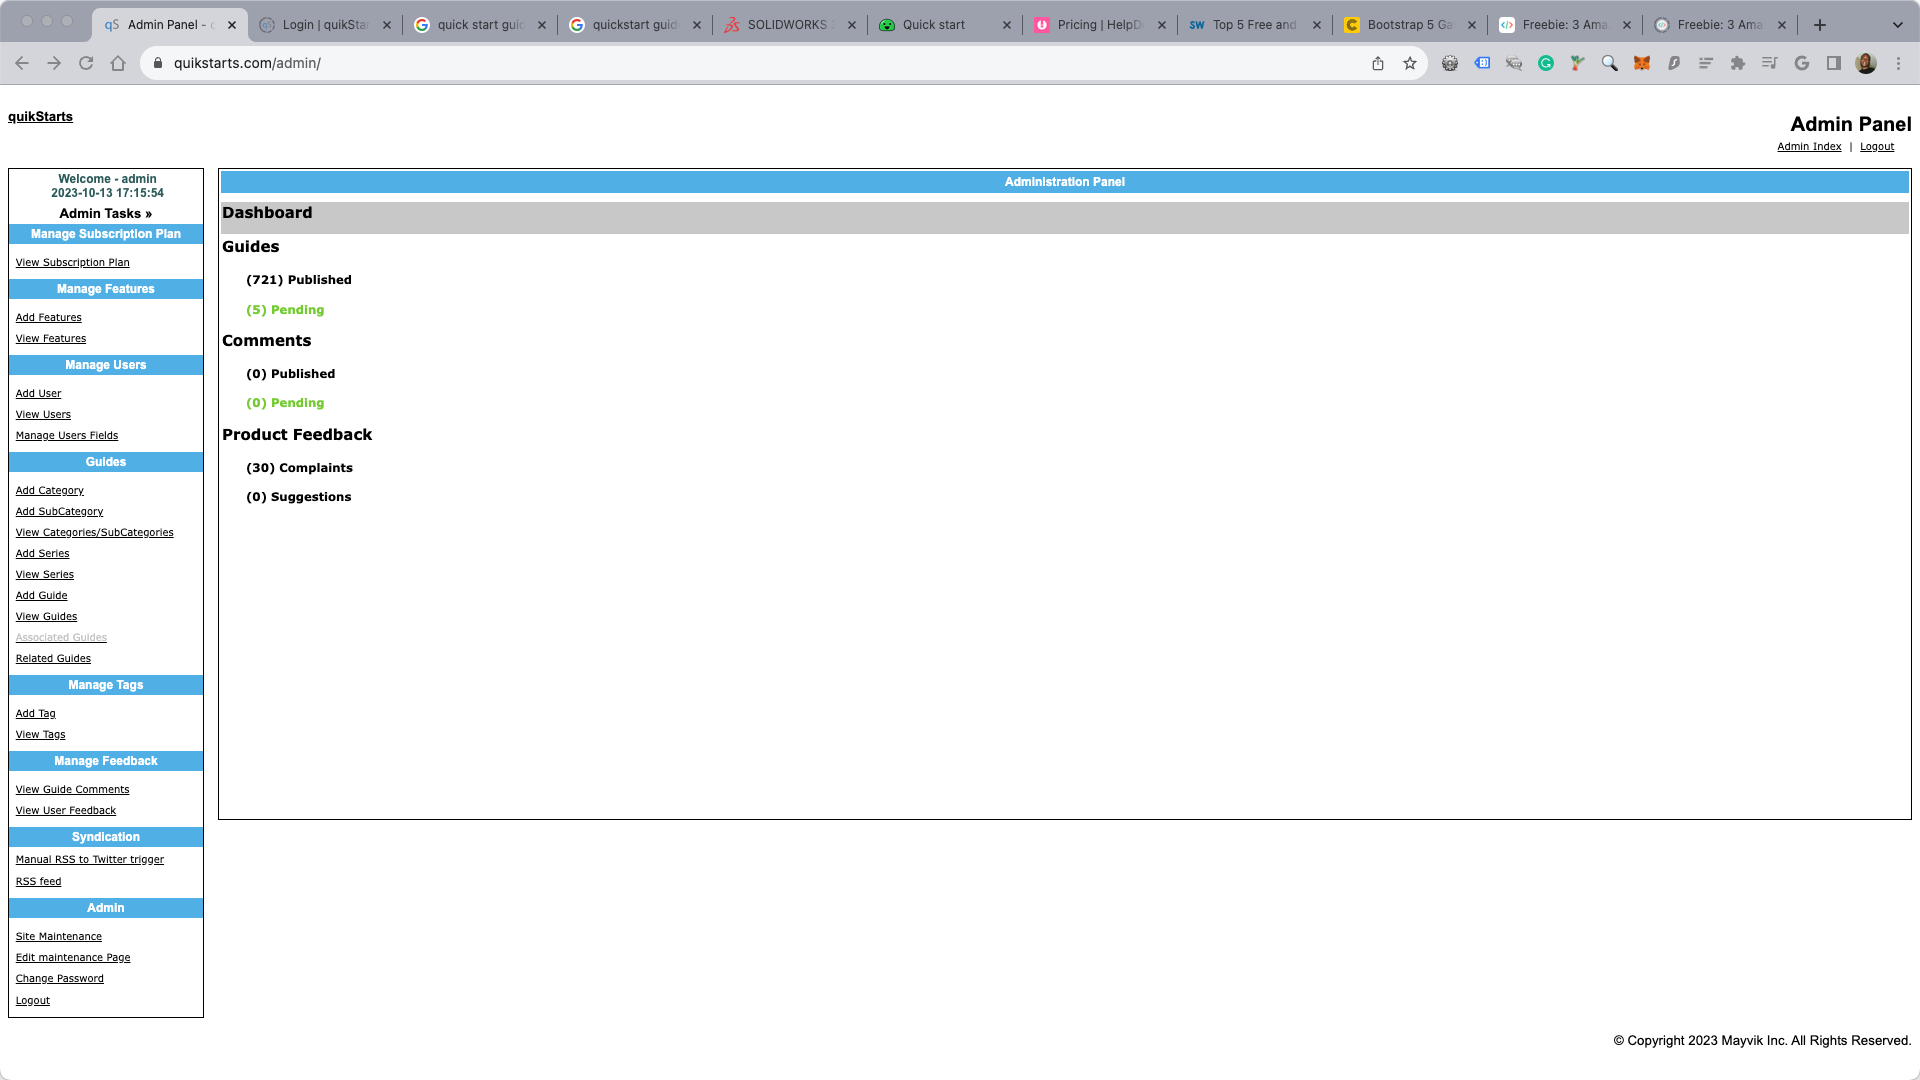 Admin Panel - q
Login | quikStar
quick start guid
quickstart guid
SOLIDWORKS 2
Quick start
Pricing | HelpD
Top 5 Free and
Bootstrap 5 Ga
Freebie: 3 Ama
Freebie: 3 Ama
quikstarts.com/admin/
quikStarts
Admin Panel
Admin Index | Logout
Welcome - admin
2023-10-13 17:15:54
Admin Tasks »
Manage Subscription Plan
View Subscription Plan
Manage Features
Add Features
View Features
Manage Users
Add User
View Users
Manage Users Fields
Guides
Add Category
Add SubCategory
View Categories/SubCategories
Add Series
View Series
Add Guide
View Guides
Associated Guides
Related Guides
Manage Tags
Add Tag
View Tags
Manage Feedback
View Guide Comments
View User Feedback
Syndication
Manual RSS to Twitter trigger
RSS feed
Admin
Site Maintenance
Edit maintenance Page
Change Password
Logout
Administration Panel
Dashboard
Guides
(721) Published
(5) Pending
Comments
(0) Published
(0) Pending
Product Feedback
(30) Complaints
(0) Suggestions
© Copyright 2023 Mayvik Inc. All Rights Reserved.